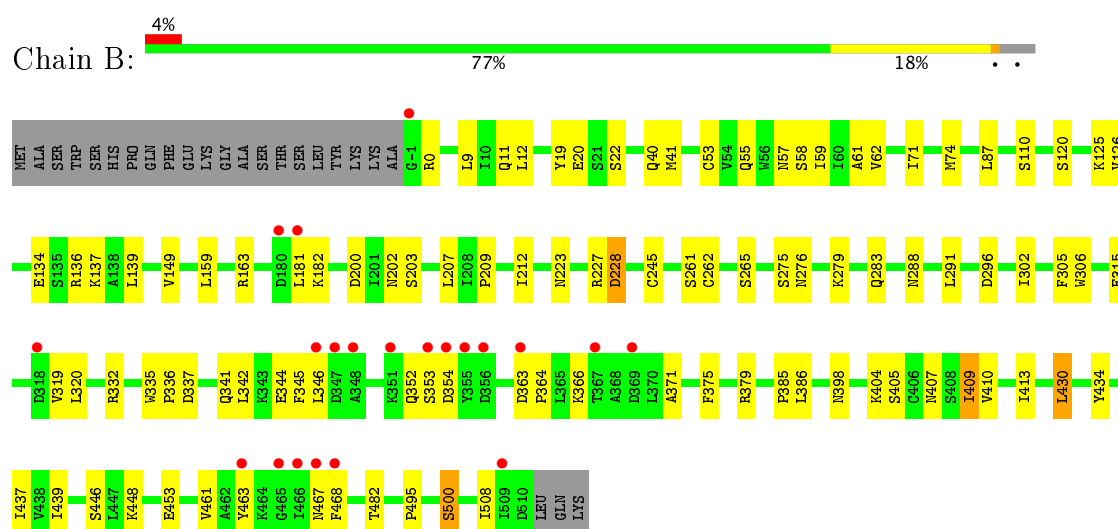 4%
Chain B:
77%
18%
• •
MET ALA SER TRP SER HIS PRO GLN PHE GLU LYS GLY ALA SER THR SER LEU TYR LYS LYS ALA G-1 R0 L9 I10 Q11 L12 Y19 E20 S21 S22 Q40 M41 C53 V54 Q55 W56 N57 S58 I59 I60 A61 V62 I71 M74 L87 S110 S120 K125
E134 S135 R136 K137 A138 L139 V149 L159 R163 D180 L181 K182 D200 I201 N202 S203 L207 I208 P209 I212 N223 R227 D228 C245 S261 C262 S265 S275 N276 K279 Q283 N288 L291 D296 I302 F305 W306
D318 V319 L320 R332 W335 P336 D337 Q341 L342 K343 E344 F345 L346 D347 A348 K351 Q352 S353 D354 Y355 D356 D363 P364 L365 K366 T367 A368 D369 L370 A371 F375 R379 P385 L386 N398 K404 S405 C406 N407 S408 I409 V410 I413 L430 Y434
I437 V438 I439 S446 L447 K448 E453 V461 A462 Y463 K464 G465 I466 N467 F468 T482 P495 S500 I508 I509 D510 LEU GLN LYS